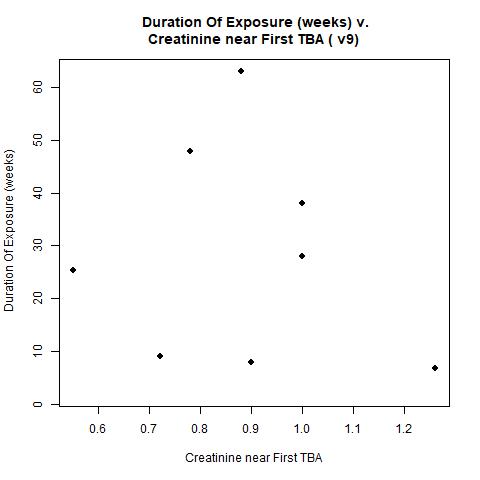 Duration Of Exposure (weeks) v.
Creatinine near First TBA ( v9)
Duration Of Exposure (weeks)
60
50
40
30
20
10
0
0.6 0.7 0.8 0.9 1.0 1.1 1.2
Creatinine near First TBA